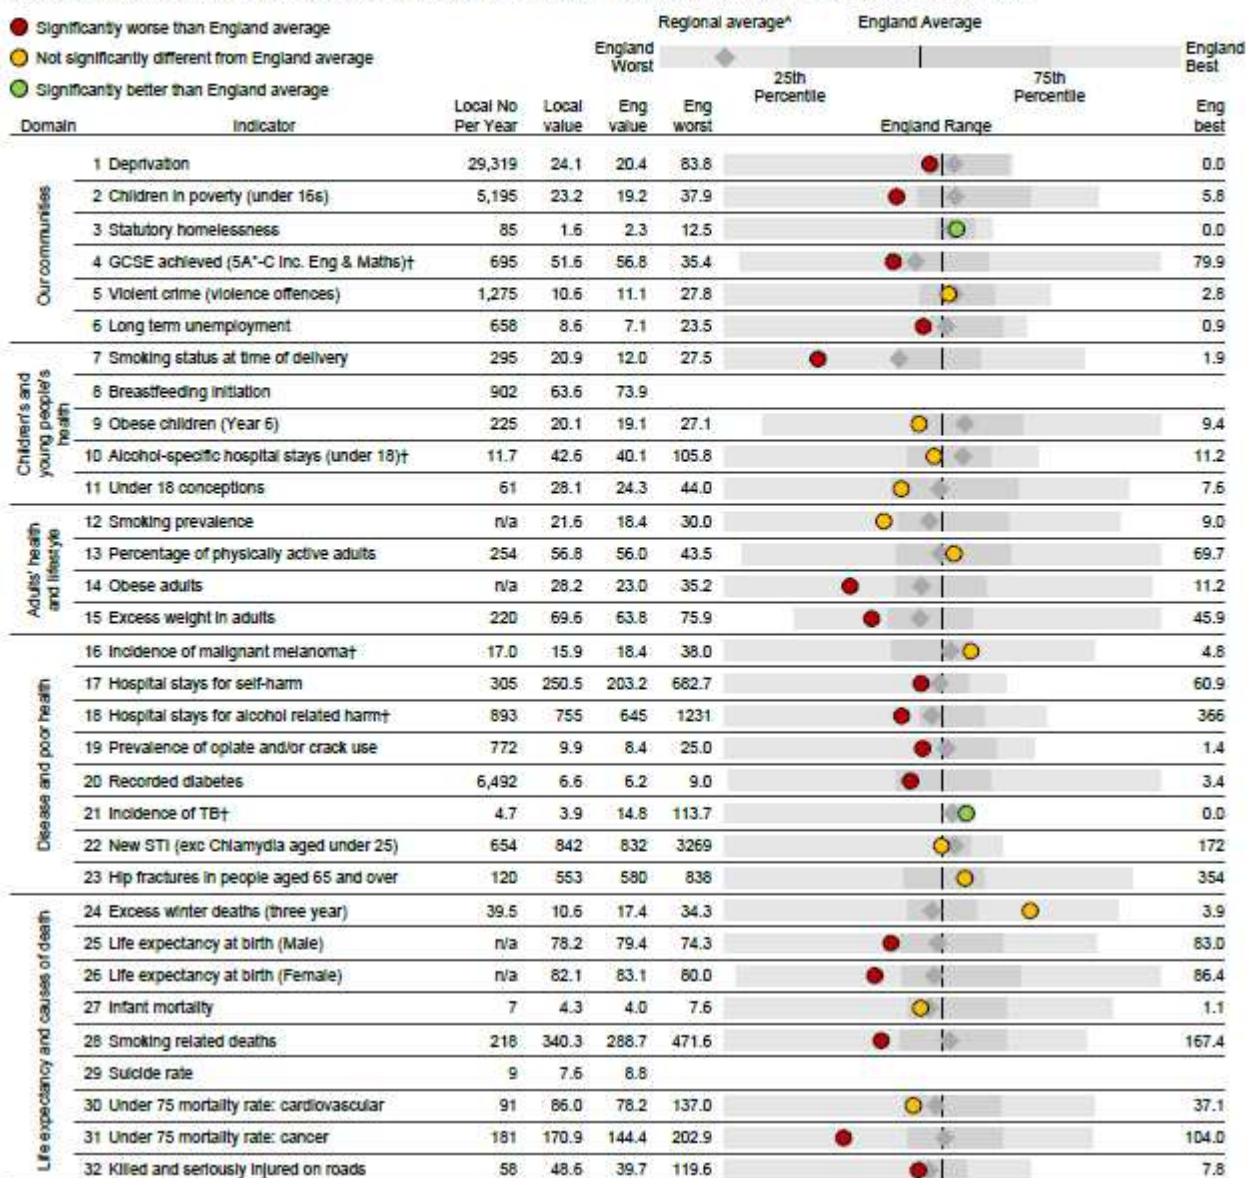 Significantly worse than England average
Not significantly different from England average
Significantly better than England average
Regional average^ England Average
England Worst England Best
25th Percentile 75th Percentile
Domain Indicator Local No Per Year Local value Eng value Eng worst England Range Eng best
Our communities
1 Deprivation 29,319 24.1 20.4 83.8 0.0
2 Children in poverty (under 16s) 5,195 23.2 19.2 37.9 5.8
3 Statutory homelessness 85 1.6 2.3 12.5 0.0
4 GCSE achieved (5A*-C inc. Eng & Maths)† 695 51.6 56.8 35.4 79.9
5 Violent crime (violence offences) 1,275 10.6 11.1 27.8 2.8
6 Long term unemployment 658 8.6 7.1 23.5 0.9
Children's and young people's health
7 Smoking status at time of delivery 295 20.9 12.0 27.5 1.9
8 Breastfeeding initiation 902 63.6 73.9
9 Obese children (Year 6) 225 20.1 19.1 27.1 9.4
10 Alcohol-specific hospital stays (under 18)† 11.7 42.6 40.1 105.8 11.2
11 Under 18 conceptions 61 28.1 24.3 44.0 7.6
Adults' health and lifestyle
12 Smoking prevalence n/a 21.6 18.4 30.0 9.0
13 Percentage of physically active adults 254 56.8 56.0 43.5 69.7
14 Obese adults n/a 28.2 23.0 35.2 11.2
15 Excess weight in adults 220 69.6 63.8 75.9 45.9
Disease and poor health
16 Incidence of malignant melanoma† 17.0 15.9 18.4 38.0 4.8
17 Hospital stays for self-harm 305 250.5 203.2 682.7 60.9
18 Hospital stays for alcohol related harm† 893 755 645 1231 366
19 Prevalence of opiate and/or crack use 772 9.9 8.4 25.0 1.4
20 Recorded diabetes 6,492 6.6 6.2 9.0 3.4
21 Incidence of TB† 4.7 3.9 14.8 113.7 0.0
22 New STI (exc Chlamydia aged under 25) 654 842 832 3269 172
23 Hip fractures in people aged 65 and over 120 553 580 838 354
Life expectancy and causes of death
24 Excess winter deaths (three year) 39.5 10.6 17.4 34.3 3.9
25 Life expectancy at birth (Male) n/a 78.2 79.4 74.3 83.0
26 Life expectancy at birth (Female) n/a 82.1 83.1 80.0 86.4
27 Infant mortality 7 4.3 4.0 7.6 1.1
28 Smoking related deaths 218 340.3 288.7 471.6 167.4
29 Suicide rate 9 7.6 8.8
30 Under 75 mortality rate: cardiovascular 91 86.0 78.2 137.0 37.1
31 Under 75 mortality rate: cancer 181 170.9 144.4 202.9 104.0
32 Killed and seriously injured on roads 58 48.6 39.7 119.6 7.8